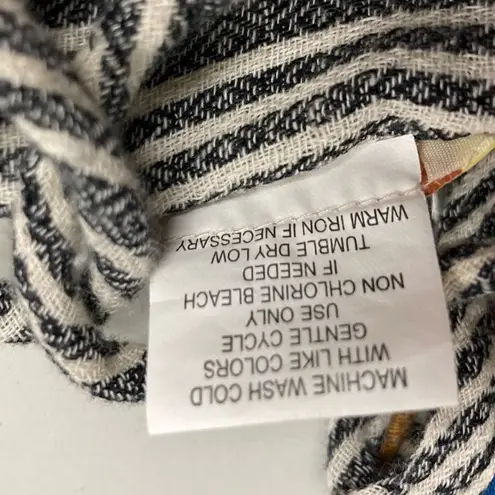 MACHINE WASH COLD
WITH LIKE COLORS
GENTLE CYCLE
USE ONLY
NON CHLORINE BLEACH
IF NEEDED
TUMBLE DRY LOW
WARM IRON IF NECESSARY